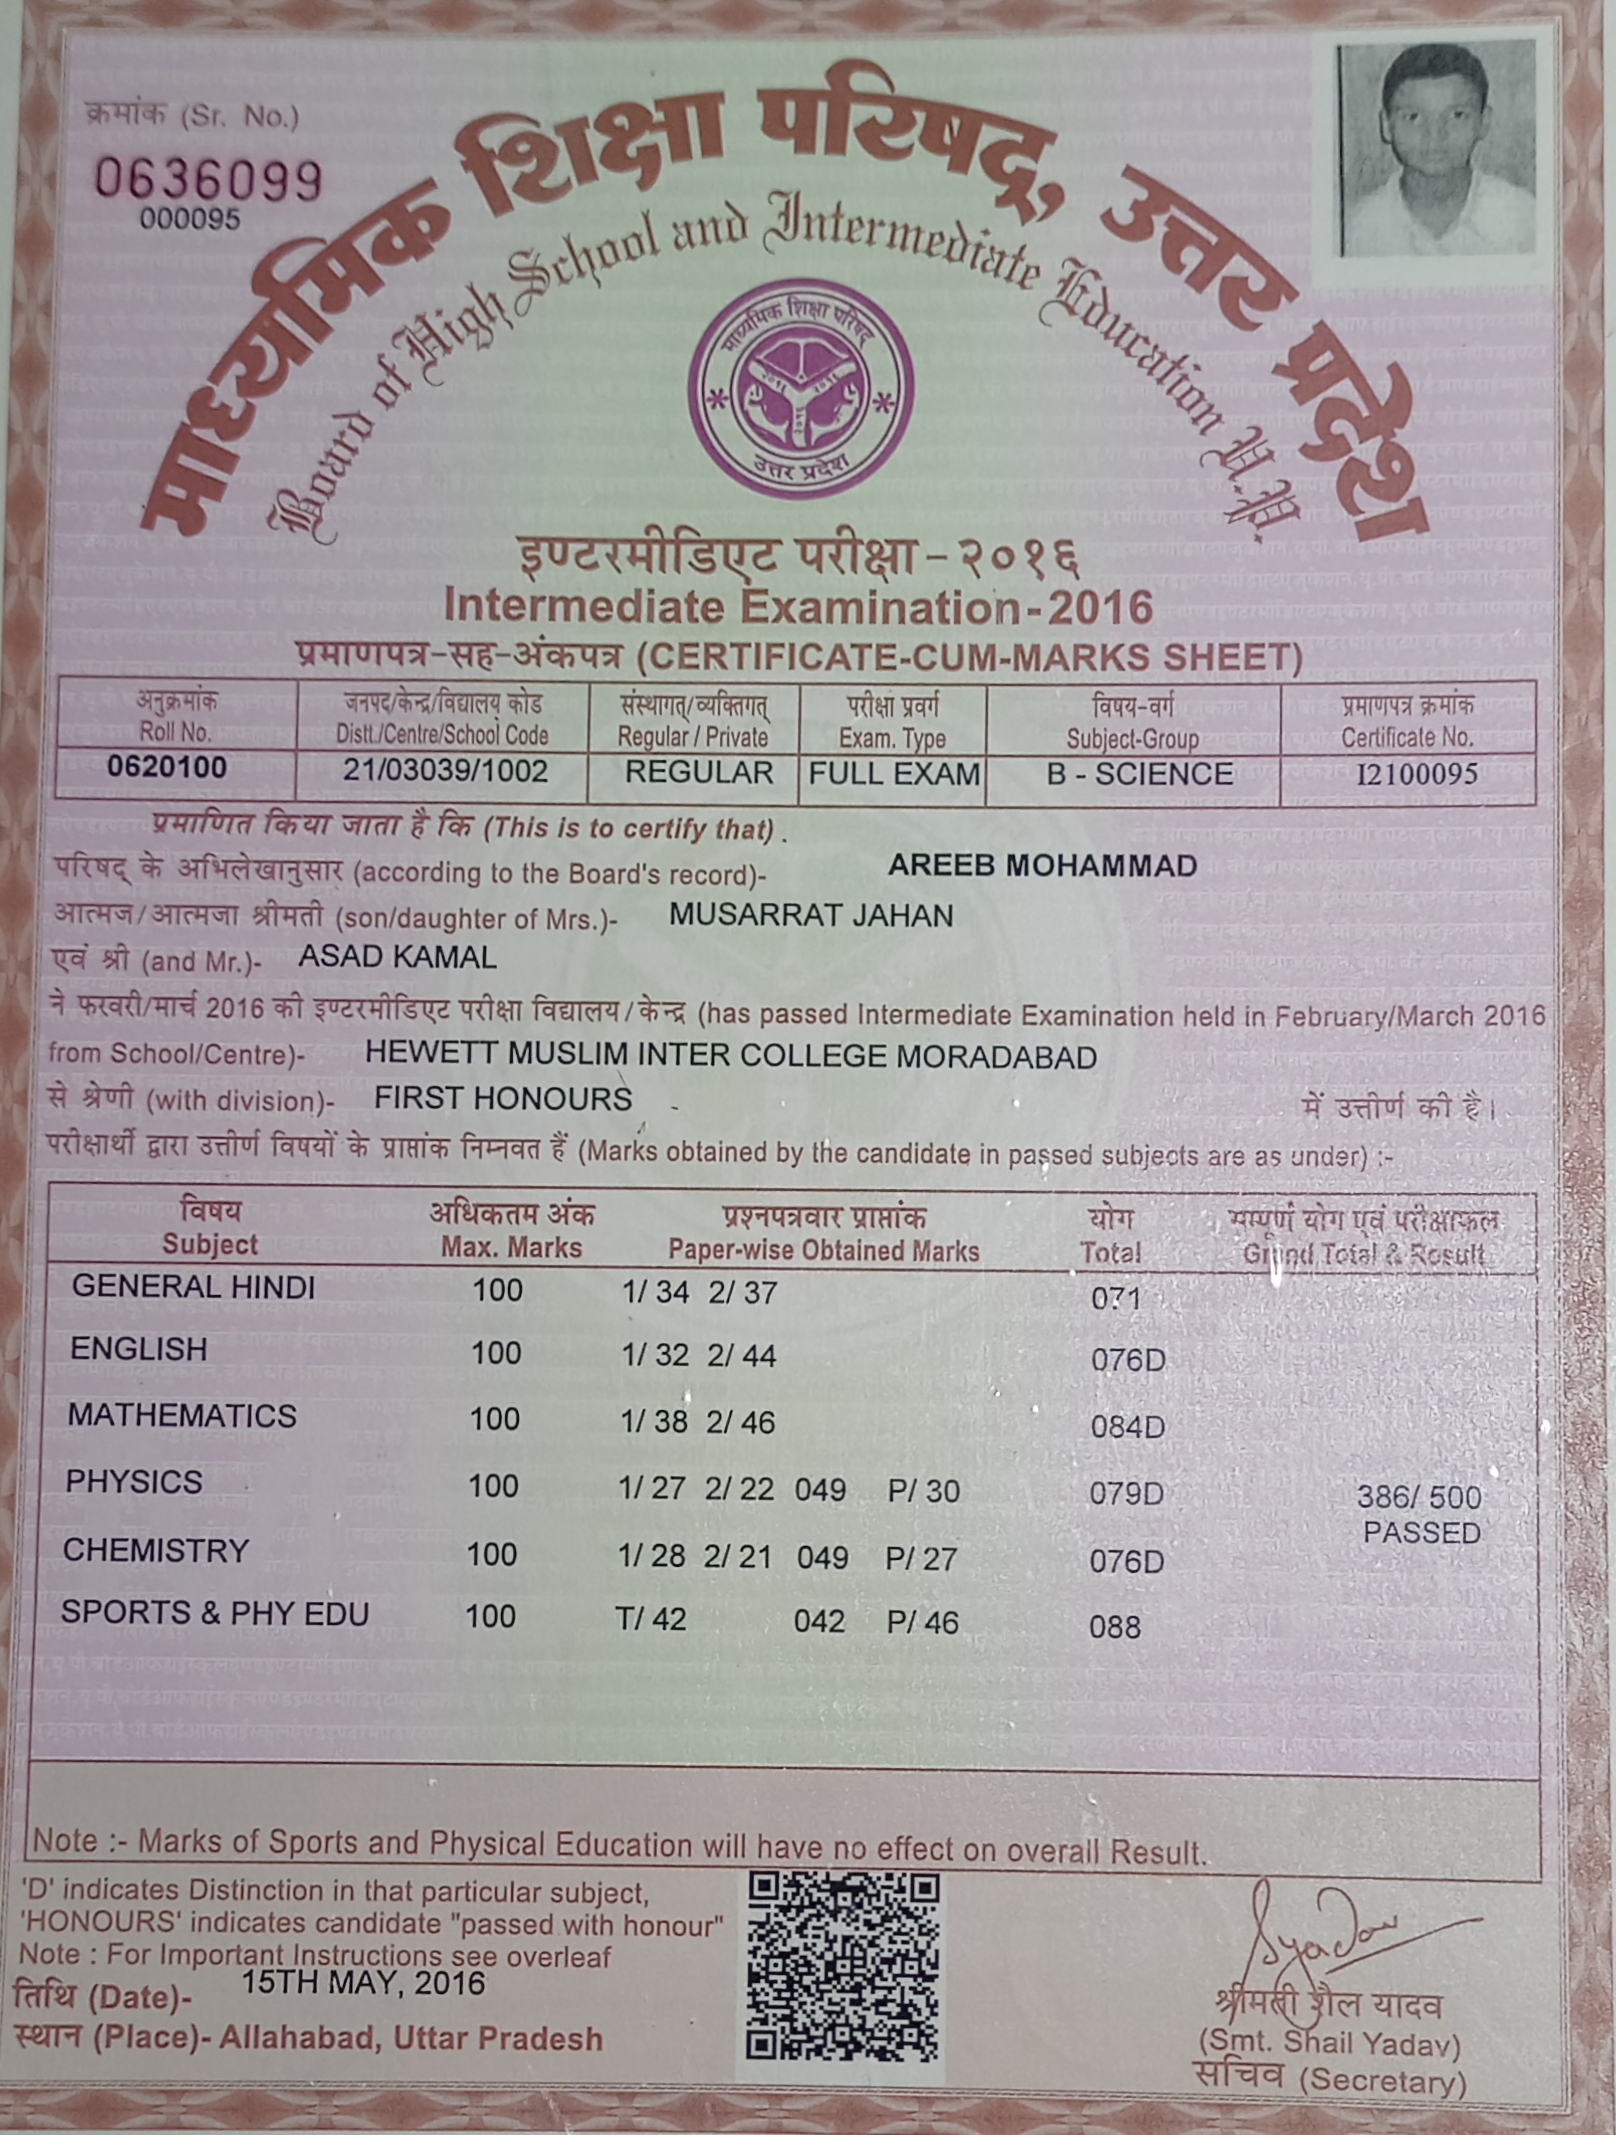 क्रमांक (Sr. No.)
0636099
000095
माध्यमिक शिक्षा परिषद्, उत्तर प्रदेश
Board of High School and Intermediate Education U.P.
माध्यमिक शिक्षा परिषद्
उत्तर प्रदेश
इण्टरमीडिएट परीक्षा - २०१६
Intermediate Examination - 2016
प्रमाणपत्र-सह-अंकपत्र (CERTIFICATE-CUM-MARKS SHEET)
अनुक्रमांक जनपद/केन्द्र/विद्यालय कोड संस्थागत्/व्यक्तिगत् परीक्षा प्रवर्ग विषय-वर्ग प्रमाणपत्र क्रमांक
Roll No. Distt./Centre/School Code Regular / Private Exam. Type Subject-Group Certificate No.
0620100 21/03039/1002 REGULAR FULL EXAM B - SCIENCE I2100095
प्रमाणित किया जाता है कि (This is to certify that) .
परिषद् के अभिलेखानुसार (according to the Board's record)- AREEB MOHAMMAD
आत्मज/आत्मजा श्रीमती (son/daughter of Mrs.)- MUSARRAT JAHAN
एवं श्री (and Mr.)- ASAD KAMAL
ने फरवरी/मार्च 2016 की इण्टरमीडिएट परीक्षा विद्यालय/केन्द्र (has passed Intermediate Examination held in February/March 2016
from School/Centre)- HEWETT MUSLIM INTER COLLEGE MORADABAD
से श्रेणी (with division)- FIRST HONOURS में उत्तीर्ण की है।
परीक्षार्थी द्वारा उत्तीर्ण विषयों के प्राप्तांक निम्नवत हैं (Marks obtained by the candidate in passed subjects are as under) :-
विषय अधिकतम अंक प्रश्नपत्रवार प्राप्तांक योग सम्पूर्ण योग एवं परीक्षाफल
Subject Max. Marks Paper-wise Obtained Marks Total Grand Total & Result
GENERAL HINDI 100 1/ 34 2/ 37 071
ENGLISH 100 1/ 32 2/ 44 076D
MATHEMATICS 100 1/ 38 2/ 46 084D
PHYSICS 100 1/ 27 2/ 22 049 P/ 30 079D 386/ 500
PASSED
CHEMISTRY 100 1/ 28 2/ 21 049 P/ 27 076D
SPORTS & PHY EDU 100 T/ 42 042 P/ 46 088
Note :- Marks of Sports and Physical Education will have no effect on overall Result.
'D' indicates Distinction in that particular subject,
'HONOURS' indicates candidate "passed with honour"
Note : For Important Instructions see overleaf
तिथि (Date)- 15TH MAY, 2016
स्थान (Place)- Allahabad, Uttar Pradesh
Syadav
श्रीमती शैल यादव
(Smt. Shail Yadav)
सचिव (Secretary)